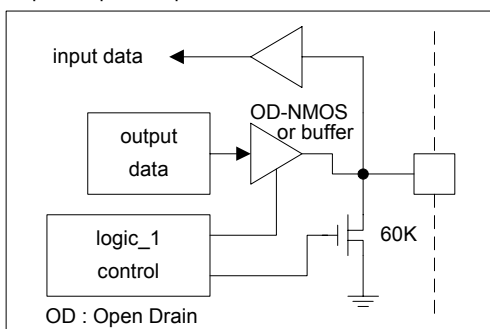 input data
OD-NMOS
or buffer
output
data
60K
logic_1
control
OD : Open Drain